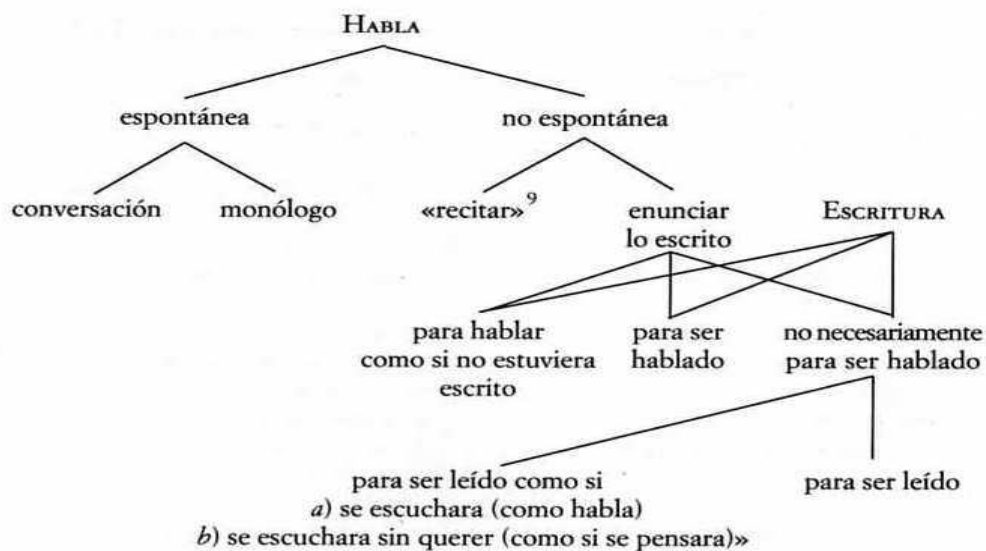 HABLA
espontánea
no espontánea
conversación
monólogo
«recitar» 9
enunciar
lo escrito
ESCRITURA
para hablar
como si no estuviera
escrito
para ser
hablado
no necesariamente
para ser hablado
para ser leído como si
a) se escuchara (como habla)
b) se escuchara sin querer (como si se pensara)»
para ser leído